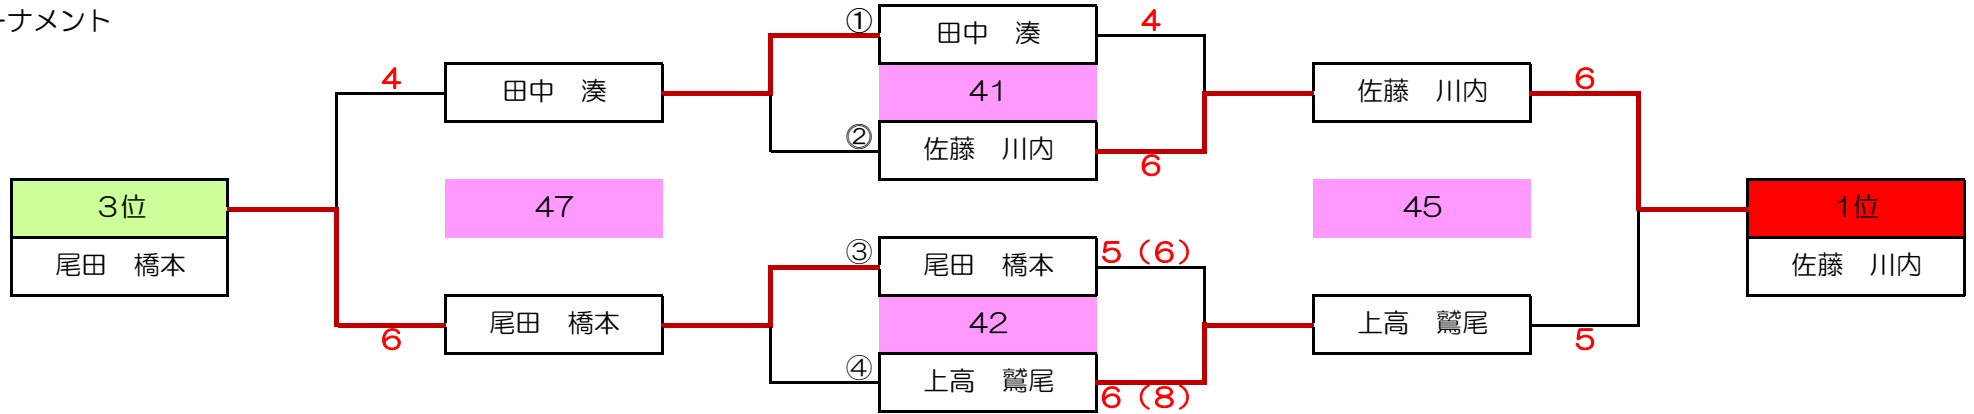 ーナメント
① 田中　湊 4
4 田中　湊 41 佐藤　川内 6
② 佐藤　川内 6
3位 47 45 1位
尾田　橋本 ③ 尾田　橋本 5（6） 佐藤　川内
尾田　橋本 42 上高　鷲尾
6 5
④ 上高　鷲尾 6（8）